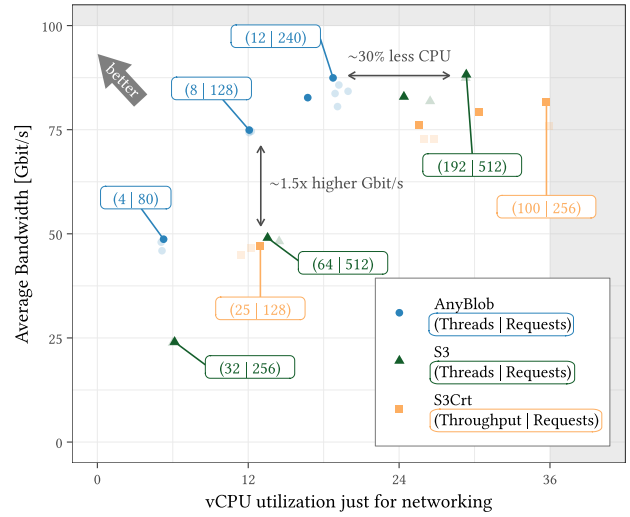 100
75
50
25
0
0
12
24
36
Average Bandwidth [Gbit/s]
vCPU utilization just for networking
better
(12 | 240)
~30% less CPU
(8 | 128)
(192 | 512)
~1.5x higher Gbit/s
(4 | 80)
(100 | 256)
(64 | 512)
(25 | 128)
(32 | 256)
AnyBlob
(Threads | Requests)
S3
(Threads | Requests)
S3Crt
(Throughput | Requests)